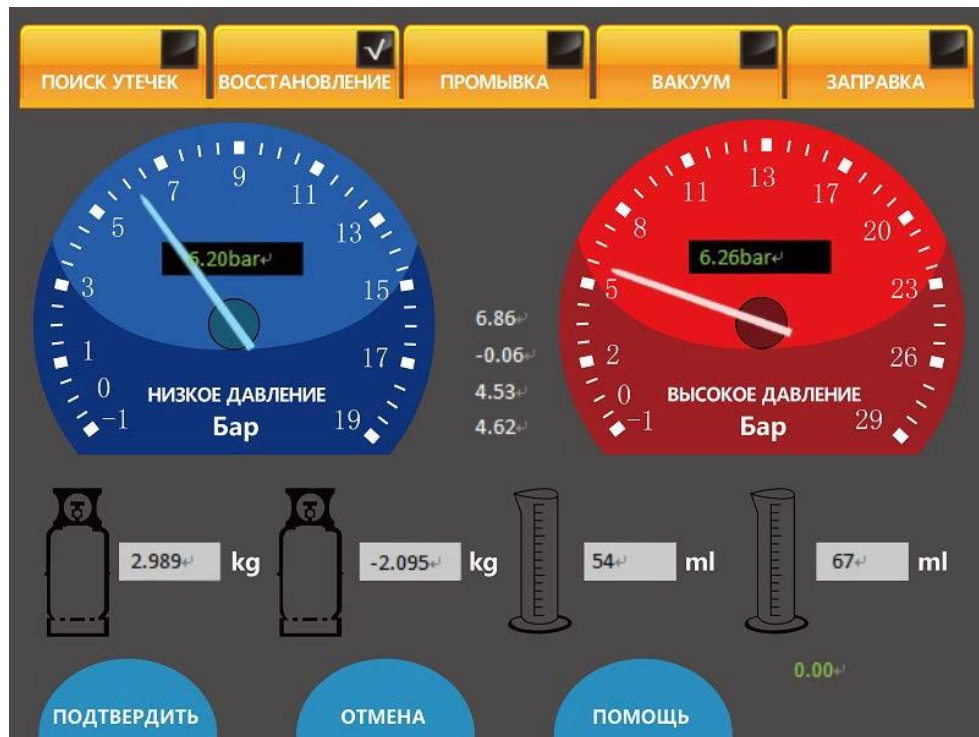 ПОИСК УТЕЧЕК ВОССТАНОВЛЕНИЕ ПРОМЫВКА ВАКУУМ ЗАПРАВКА
-1 0 1 3 5 7 9 11 13 15 17 19
6.20bar↵
НИЗКОЕ ДАВЛЕНИЕ
Бар
6.86↵
-0.06↵
4.53↵
4.62↵
-1 0 2 5 8 11 13 17 20 23 26 29
6.26bar↵
ВЫСОКОЕ ДАВЛЕНИЕ
Бар
2.989↵ kg -2.095↵ kg 54↵ ml 67↵ ml
0.00↵
ПОДТВЕРДИТЬ ОТМЕНА ПОМОЩЬ